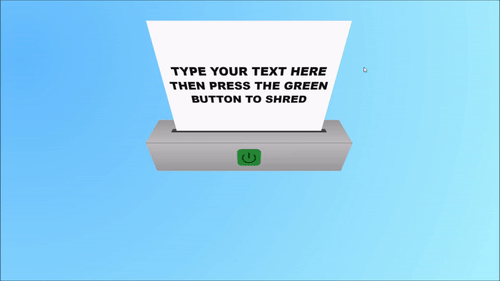 TYPE YOUR TEXT HERE
THEN PRESS THE GREEN
BUTTON TO SHRED